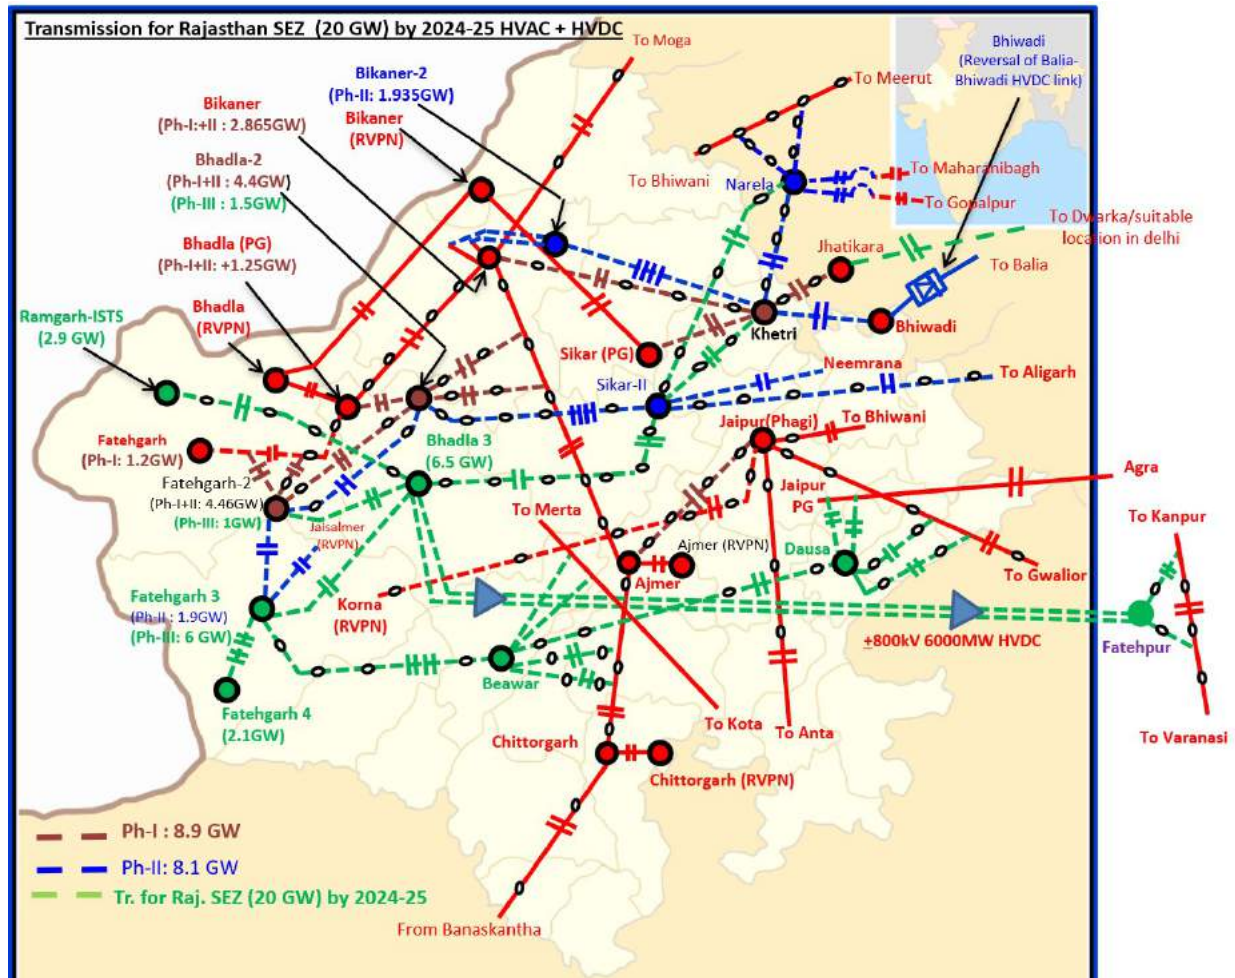 Transmission for Rajasthan SEZ (20 GW) by 2024-25 HVAC + HVDC
To Moga
Bhiwadi
(Reversal of Balia-
Bhiwadi HVDC link)
Bikaner-2
(Ph-II: 1.935GW)
Bikaner
(RVPN)
Bikaner
(Ph-I:+II : 2.865GW)
To Meerut
Bhadla-2
(Ph-I+II : 4.4GW)
(Ph-III : 1.5GW)
To Bhiwani
Narela
To Maharanibagh
To Gopalpur
To Dwarka/suitable
location in delhi
Bhadla (PG)
(Ph-I+II: +1.25GW)
Jhatikara
To Balia
Ramgarh-ISTS
(2.9 GW)
Bhadla
(RVPN)
Khetri
Bhiwadi
Sikar (PG)
Sikar-II
Neemrana
To Aligarh
Fatehgarh
(Ph-I: 1.2GW)
Bhadla 3
(6.5 GW)
Jaipur(Phagi)
To Bhiwani
Fatehgarh-2
(Ph-I+II: 4.46GW)
(Ph-III: 1GW)
Jaisalmer
(RVPN)
Jaipur
PG
Agra
To Merta
To Kanpur
Ajmer (RVPN)
Dausa
Ajmer
To Gwalior
Fatehgarh 3
(Ph-II : 1.9GW)
(Ph-III: 6 GW)
Korna
(RVPN)
±800kV 6000MW HVDC
Fatehpur
Beawar
Fatehgarh 4
(2.1GW)
To Kota
To Anta
To Varanasi
Chittorgarh
Chittorgarh (RVPN)
Ph-I : 8.9 GW
Ph-II: 8.1 GW
Tr. for Raj. SEZ (20 GW) by 2024-25
From Banaskantha